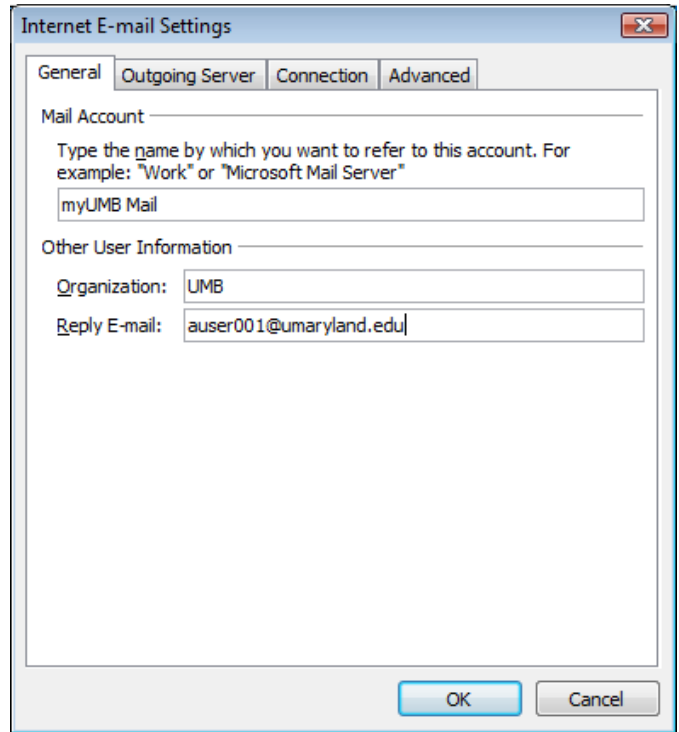 Internet E-mail Settings
General Outgoing Server Connection Advanced
Mail Account
Type the name by which you want to refer to this account. For
example: "Work" or "Microsoft Mail Server"
myUMB Mail
Other User Information
Organization: UMB
Reply E-mail: auser001@umaryland.edu
OK Cancel